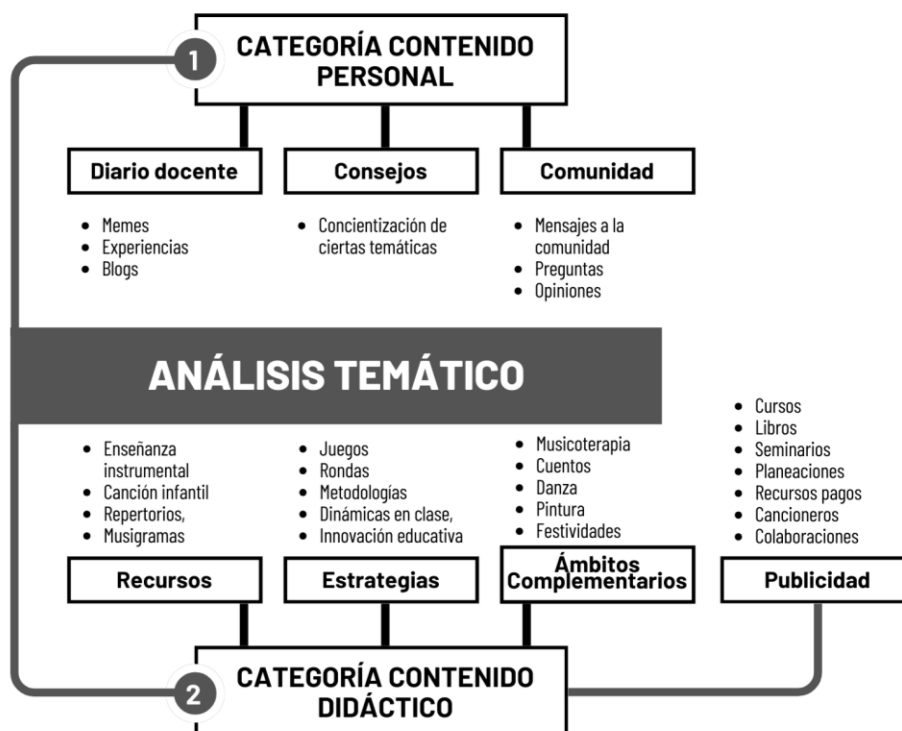 1
CATEGORÍA CONTENIDO
PERSONAL
Diario docente
Consejos
Comunidad
• Memes
• Experiencias
• Blogs
• Concientización de
ciertas temáticas
• Mensajes a la
comunidad
• Preguntas
• Opiniones
ANÁLISIS TEMÁTICO
• Enseñanza
instrumental
• Canción infantil
• Repertorios,
• Musigramas
• Juegos
• Rondas
• Metodologías
• Dinámicas en clase,
• Innovación educativa
• Musicoterapia
• Cuentos
• Danza
• Pintura
• Festividades
• Cursos
• Libros
• Seminarios
• Planeaciones
• Recursos pagos
• Cancioneros
• Colaboraciones
Recursos
Estrategias
Ámbitos
Complementarios
Publicidad
2
CATEGORÍA CONTENIDO
DIDÁCTICO